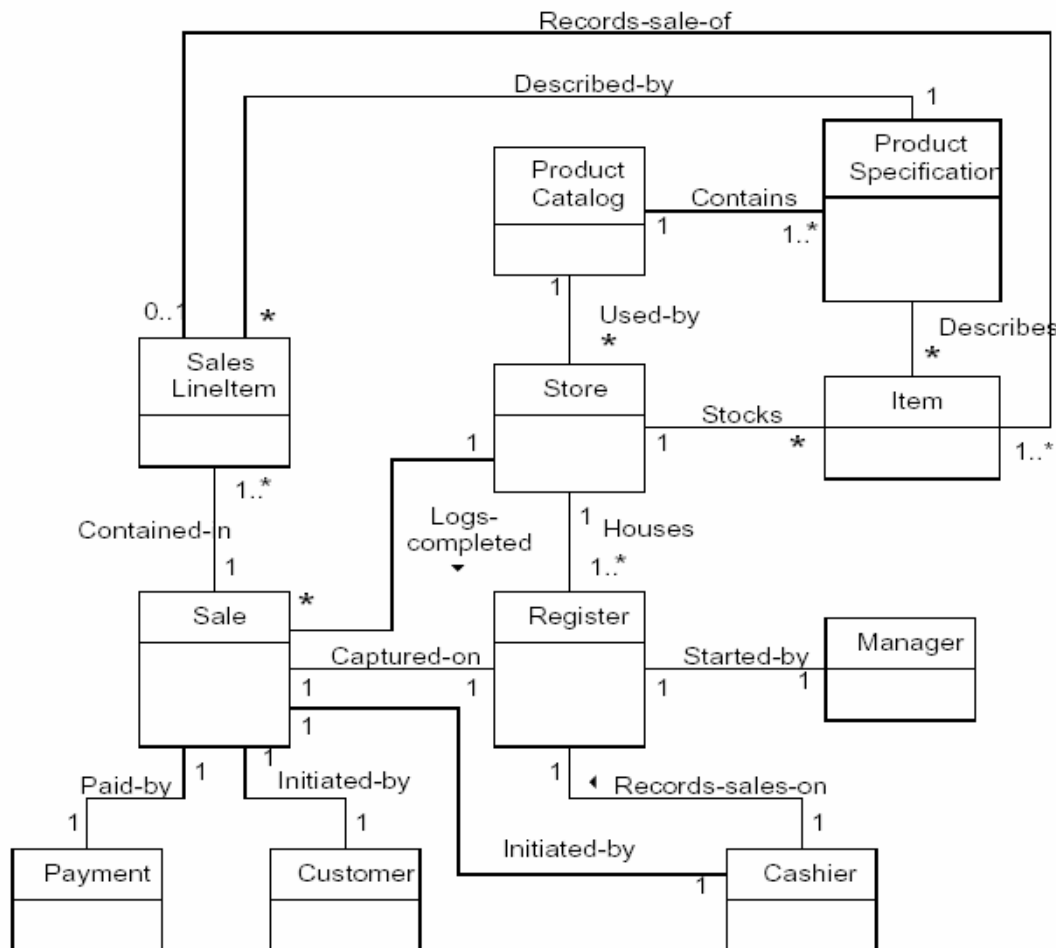 Records-sale-of
Described-by
1
Product
Specification
Product
Catalog
Contains
1
1..*
1
0..1
*
Used-by
*
Describes
*
Sales
LineItem
Store
Item
Stocks
1
1
*
1..*
1..*
Contained-in
1
Logs-
completed
1
Houses
1..*
Sale
*
Register
Manager
Captured-on
1
1
Started-by
1
1
1
1
1
1
Paid-by
Initiated-by
Records-sales-on
1
1
1
Payment
Customer
Initiated-by
1
Cashier